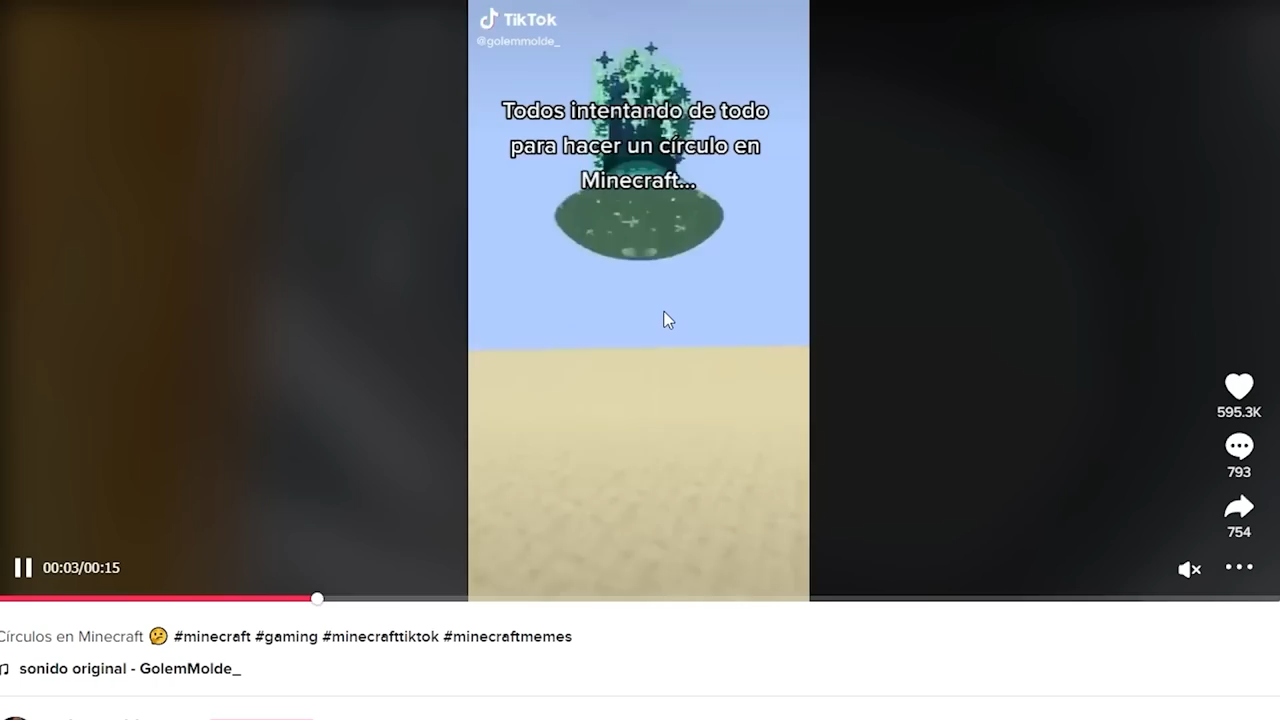 TikTok
@golemmolde_
Todos intentando de todo
para hacer un círculo en
Minecraft...
595.3K
793
754
00:03/00:15
Círculos en Minecraft 🤔 #minecraft #gaming #minecrafttiktok #minecraftmemes
sonido original - GolemMolde_